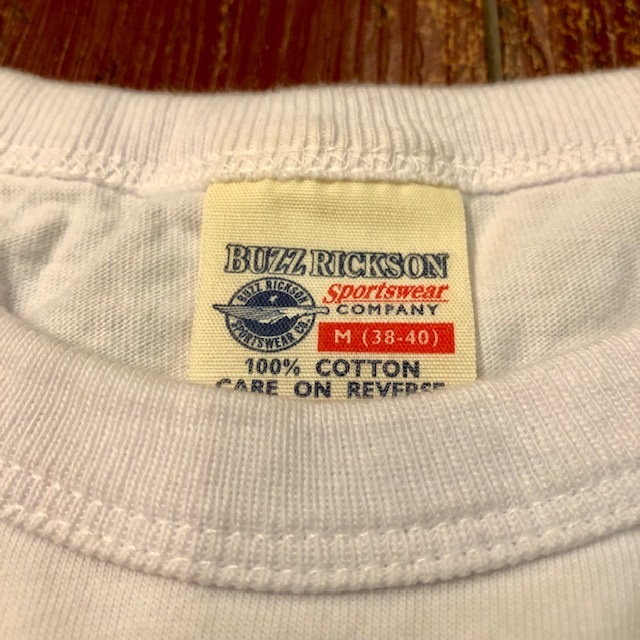 BUZZ RICKSON
Sportswear
COMPANY
BUZZ RICKSON
SPORTSWEAR CO.
M (38-40)
100% COTTON
CARE ON REVERSE